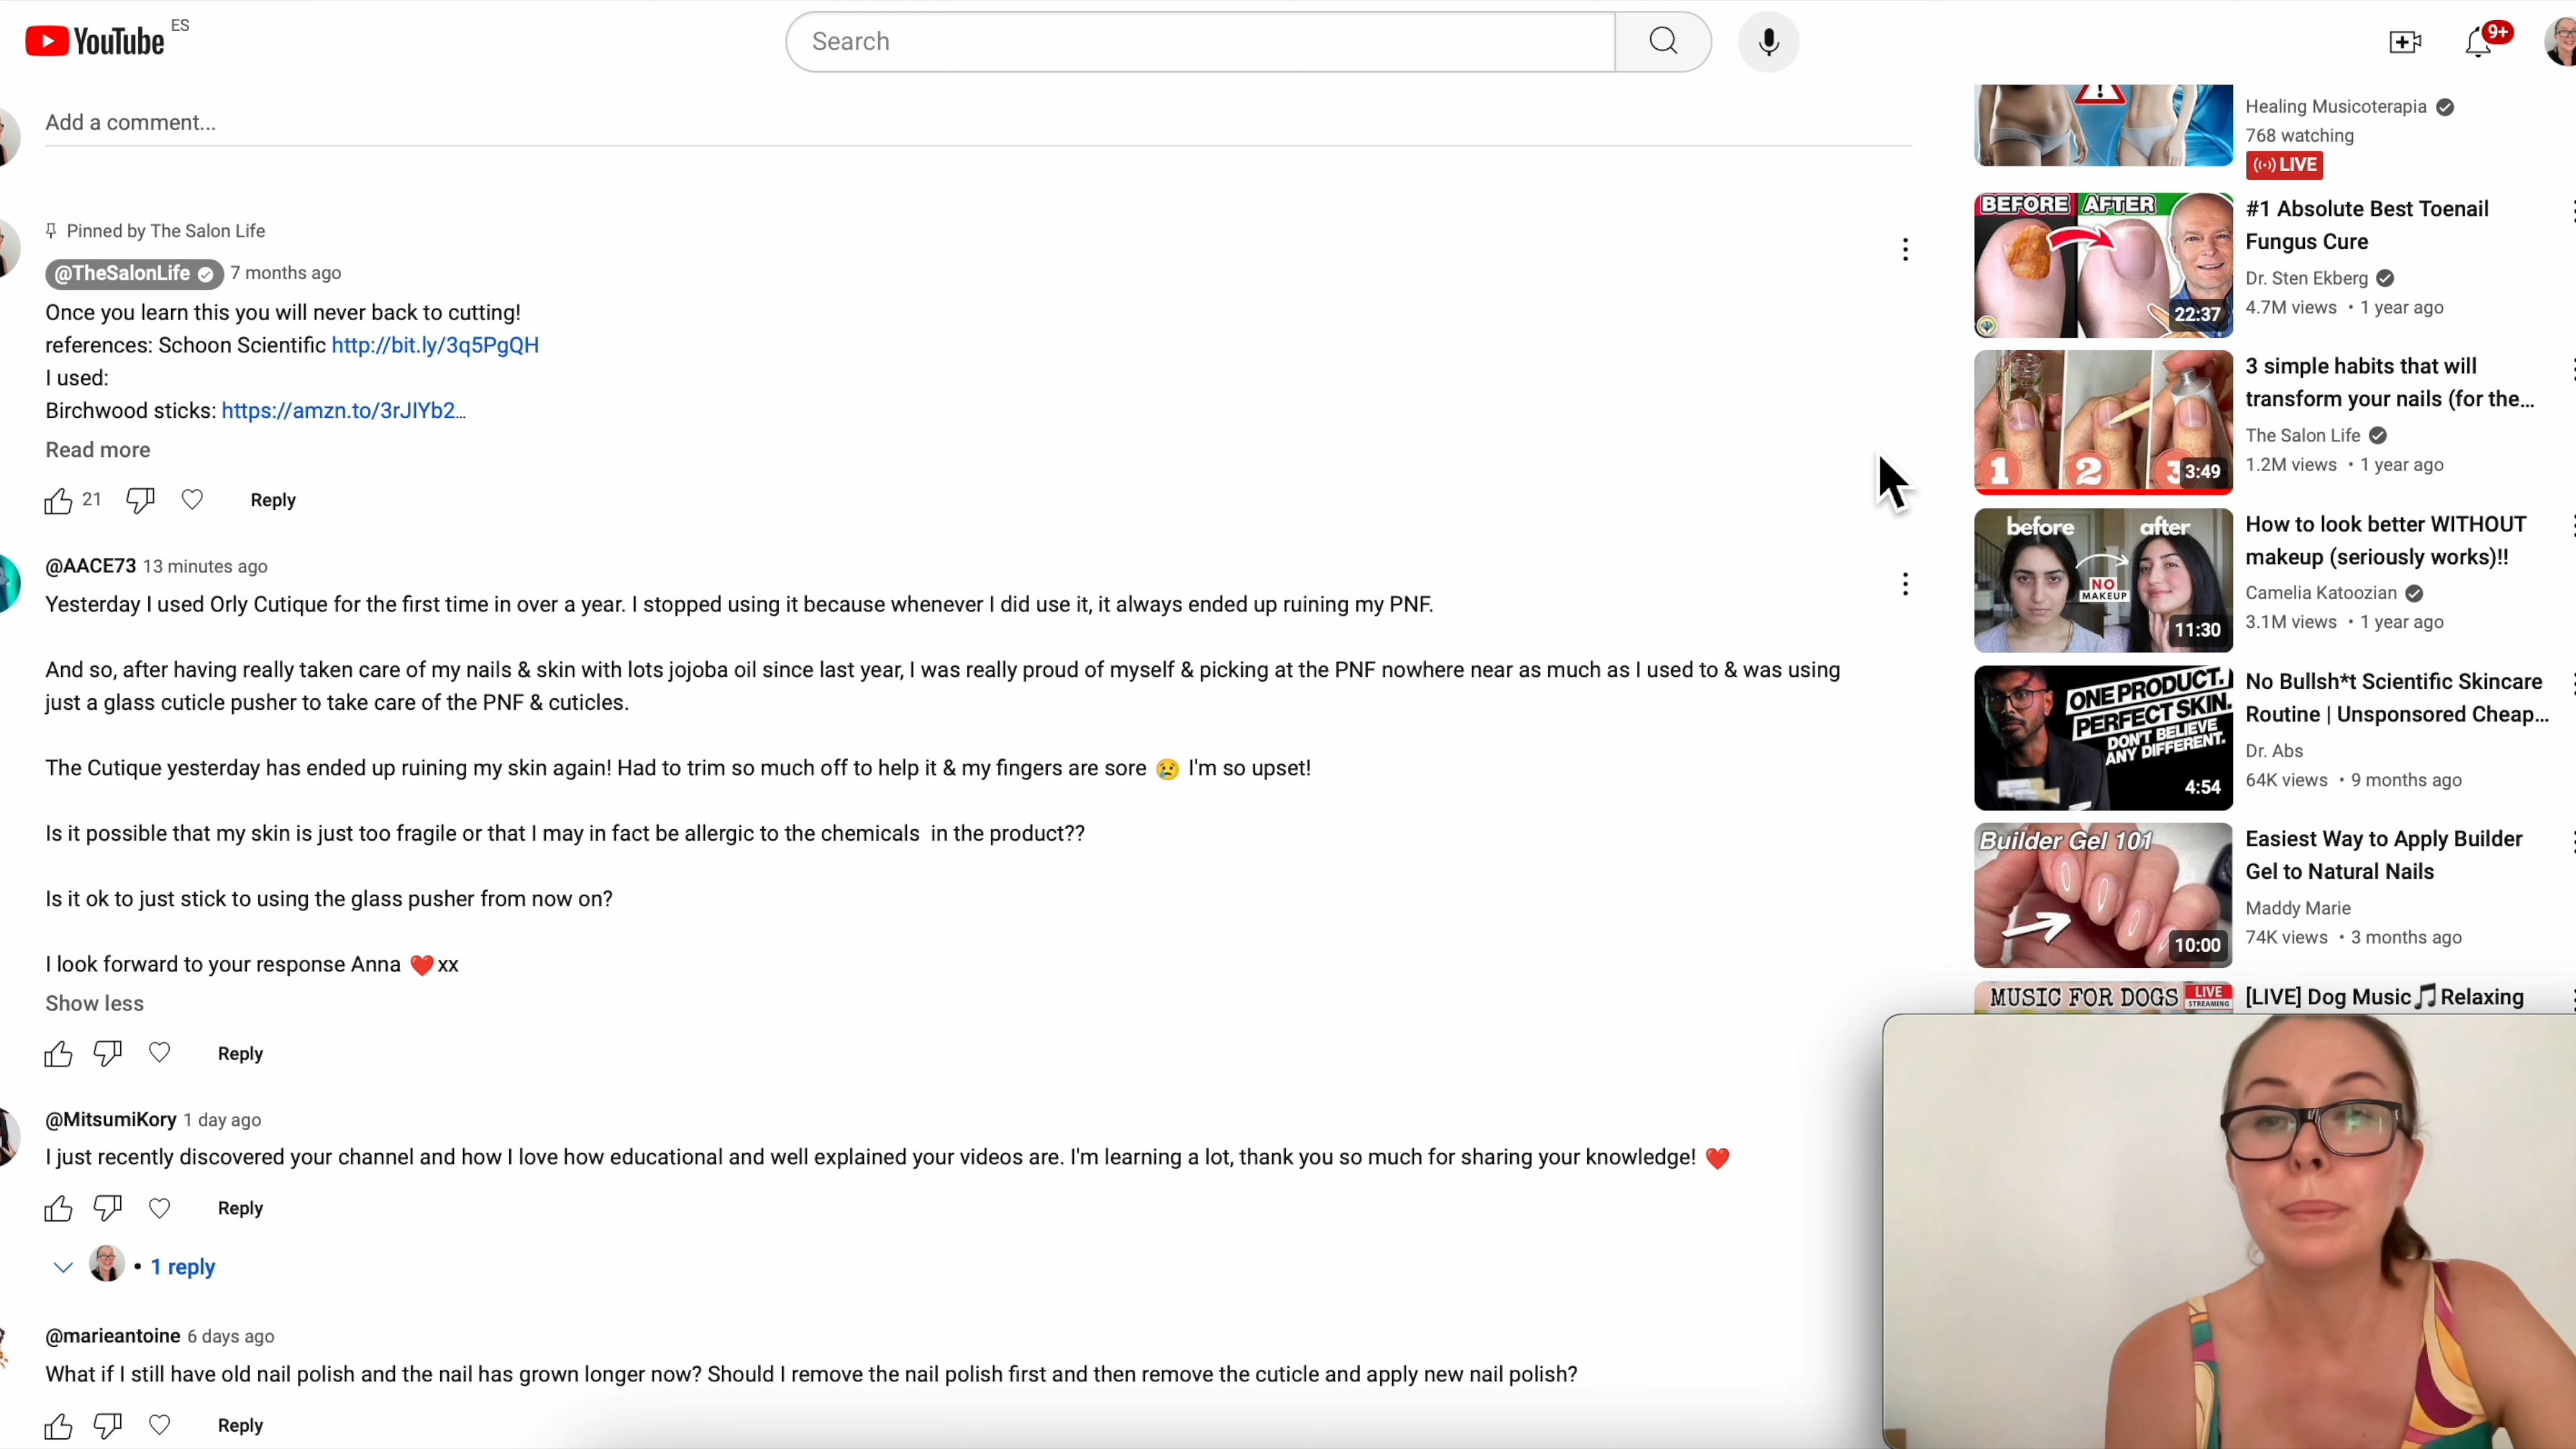 YouTube ES
Search
9+
Add a comment...
Pinned by The Salon Life
@TheSalonLife 7 months ago
Once you learn this you will never back to cutting!
references: Schoon Scientific http://bit.ly/3q5PgQH
I used:
Birchwood sticks: https://amzn.to/3rJIYb2...
Read more
21
Reply
@AACE73 13 minutes ago
Yesterday I used Orly Cutique for the first time in over a year. I stopped using it because whenever I did use it, it always ended up ruining my PNF.
And so, after having really taken care of my nails & skin with lots jojoba oil since last year, I was really proud of myself & picking at the PNF nowhere near as much as I used to & was using
just a glass cuticle pusher to take care of the PNF & cuticles.
The Cutique yesterday has ended up ruining my skin again! Had to trim so much off to help it & my fingers are sore 😢 I'm so upset!
Is it possible that my skin is just too fragile or that I may in fact be allergic to the chemicals in the product??
Is it ok to just stick to using the glass pusher from now on?
I look forward to your response Anna ❤️xx
Show less
Reply
@MitsumiKory 1 day ago
I just recently discovered your channel and how I love how educational and well explained your videos are. I'm learning a lot, thank you so much for sharing your knowledge! ❤️
Reply
• 1 reply
@marieantoine 6 days ago
What if I still have old nail polish and the nail has grown longer now? Should I remove the nail polish first and then remove the cuticle and apply new nail polish?
Reply
Healing Musicoterapia
768 watching
LIVE
BEFORE AFTER
22:37
#1 Absolute Best Toenail
Fungus Cure
Dr. Sten Ekberg
4.7M views • 1 year ago
1 2 3
3:49
3 simple habits that will
transform your nails (for the...
The Salon Life
1.2M views • 1 year ago
before after
NO
MAKEUP
11:30
How to look better WITHOUT
makeup (seriously works)!!
Camelia Katoozian
3.1M views • 1 year ago
ONE PRODUCT.
PERFECT SKIN.
DON'T BELIEVE
ANY DIFFERENT.
4:54
No Bullsh*t Scientific Skincare
Routine | Unsponsored Cheap...
Dr. Abs
64K views • 9 months ago
Builder Gel 101
10:00
Easiest Way to Apply Builder
Gel to Natural Nails
Maddy Marie
74K views • 3 months ago
MUSIC FOR DOGS LIVE
STREAMING
[LIVE] Dog Music🎵Relaxing